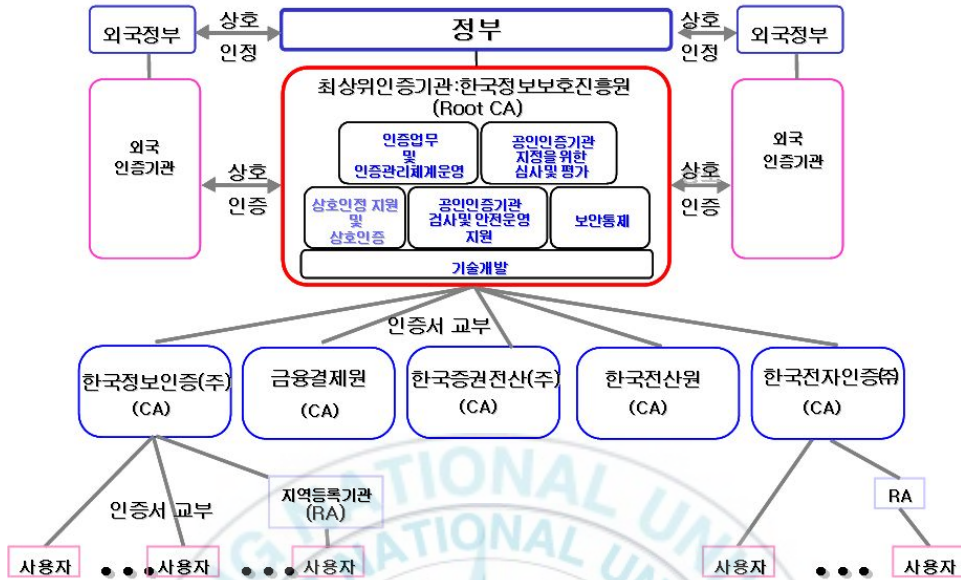 외국정부
상호
인정
정부
상호
인정
외국정부
최상위인증기관:한국정보보호진흥원
(Root CA)
인증업무
및
인증관리체계운영
공인인증기관
지정을 위한
심사 및 평가
외국
인증기관
상호
인증
상호인정 지원
및
상호인증
공인인증기관
검사 및 안전운영
지원
보안통제
기술개발
상호
인증
외국
인증기관
인증서 교부
한국정보인증(주)
(CA)
금융결제원
(CA)
한국증권전산(주)
(CA)
한국전산원
(CA)
한국전자인증㈜
(CA)
인증서 교부
지역등록기관
(RA)
RA
사용자
사용자
사용자
사용자
사용자
NG NATIONAL UN
NATIONAL UN